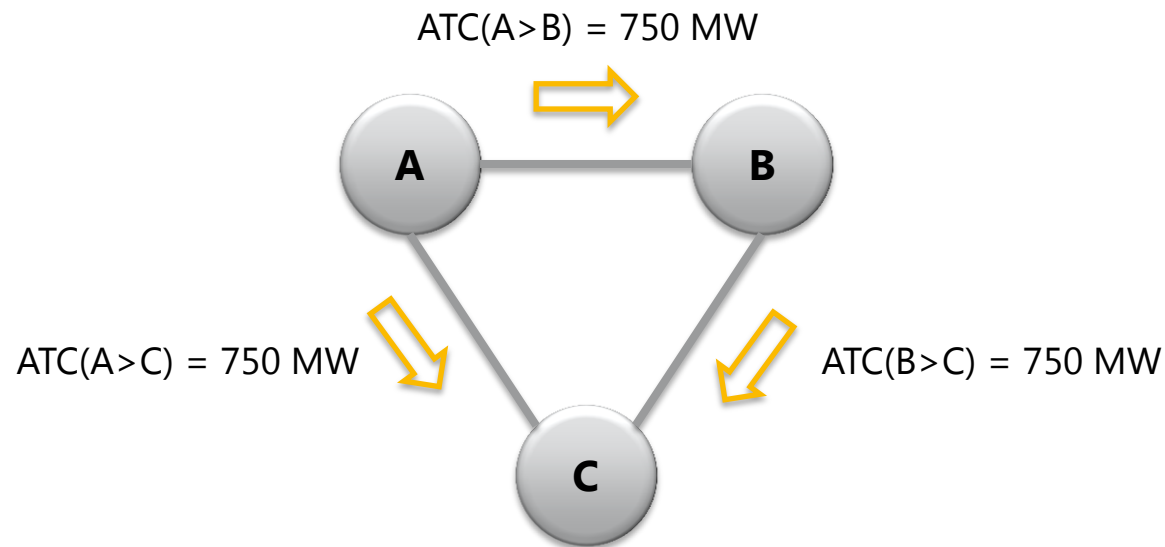 ATC(A>B) = 750 MW
A
B
ATC(A>C) = 750 MW
ATC(B>C) = 750 MW
C